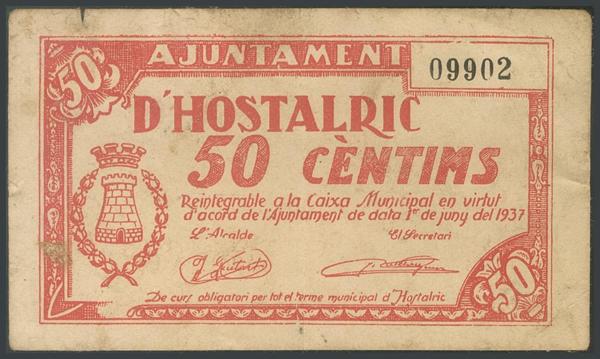 50
AJUNTAMENT
09902
D'HOSTALRIC
50 CÈNTIMS
Reintegrable a la Caixa Municipal en virtut
d'acord de l'Ajuntament de data 1er de juny del 1937
L'Alcalde
El Secretari
De curs obligatori per tot el terme municipal d'Hostalric
50